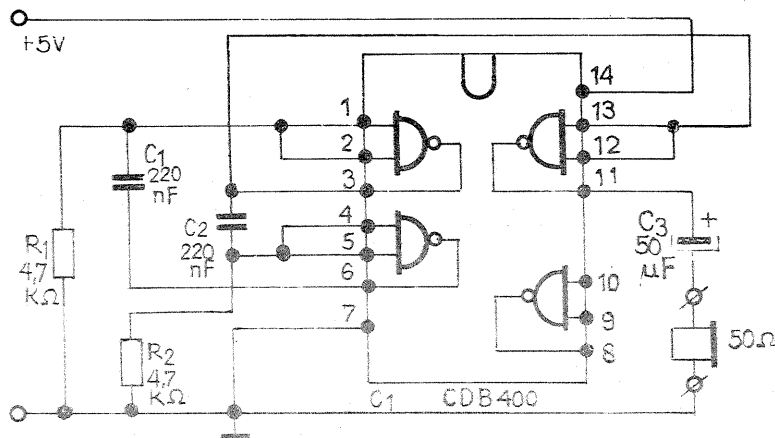 +5V
14
1
13
2
12
3
11
C1
220
nF
C2
220
nF
4
5
6
7
10
9
8
R1
4,7
KΩ
R2
4,7
KΩ
C3
+
50
µF
50Ω
C1
CDB400